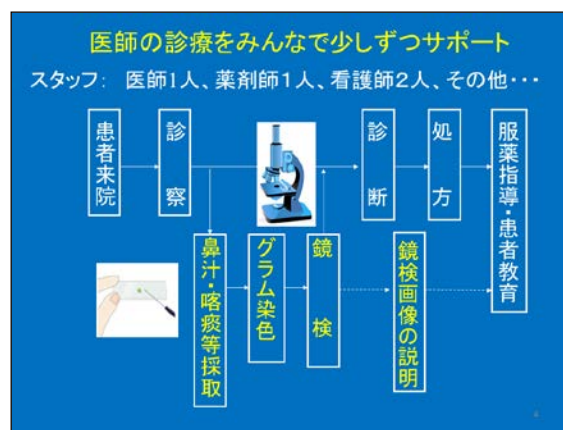 医師の診療をみんなで少しずつサポート
スタッフ: 医師1人、薬剤師1人、看護師2人、その他・・・
患者来院
診察
診断
処方
服薬指導・患者教育
鼻汁・喀痰等採取
グラム染色
鏡検
鏡検画像の説明